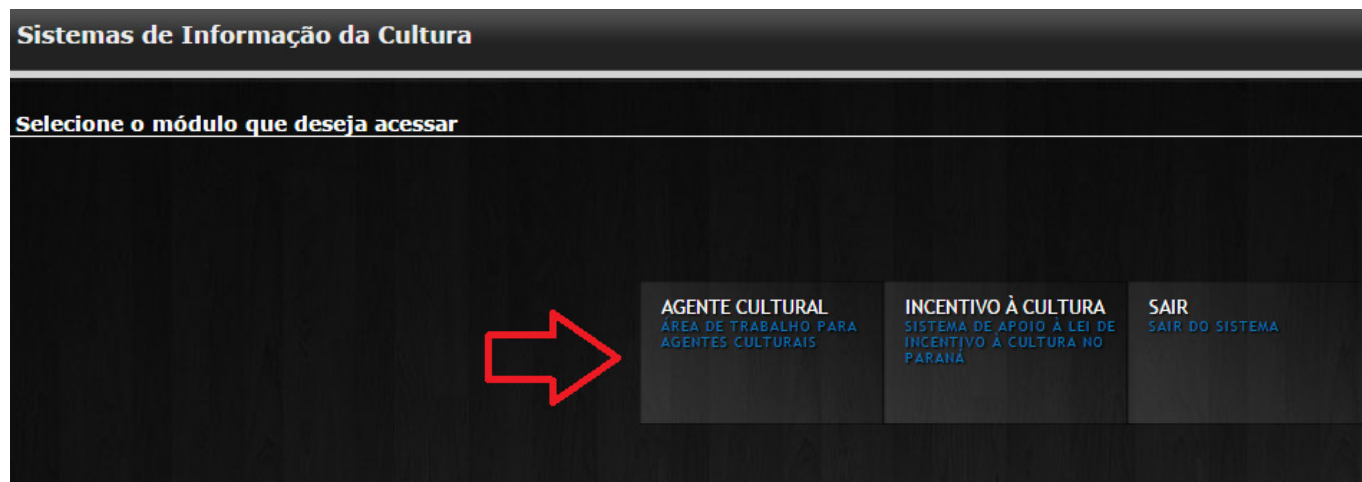 Sistemas de Informação da Cultura
Selecione o módulo que deseja acessar
AGENTE CULTURAL
ÁREA DE TRABALHO PARA
AGENTES CULTURAIS
INCENTIVO À CULTURA
SISTEMA DE APOIO À LEI DE
INCENTIVO À CULTURA NO
PARANÁ
SAIR
SAIR DO SISTEMA